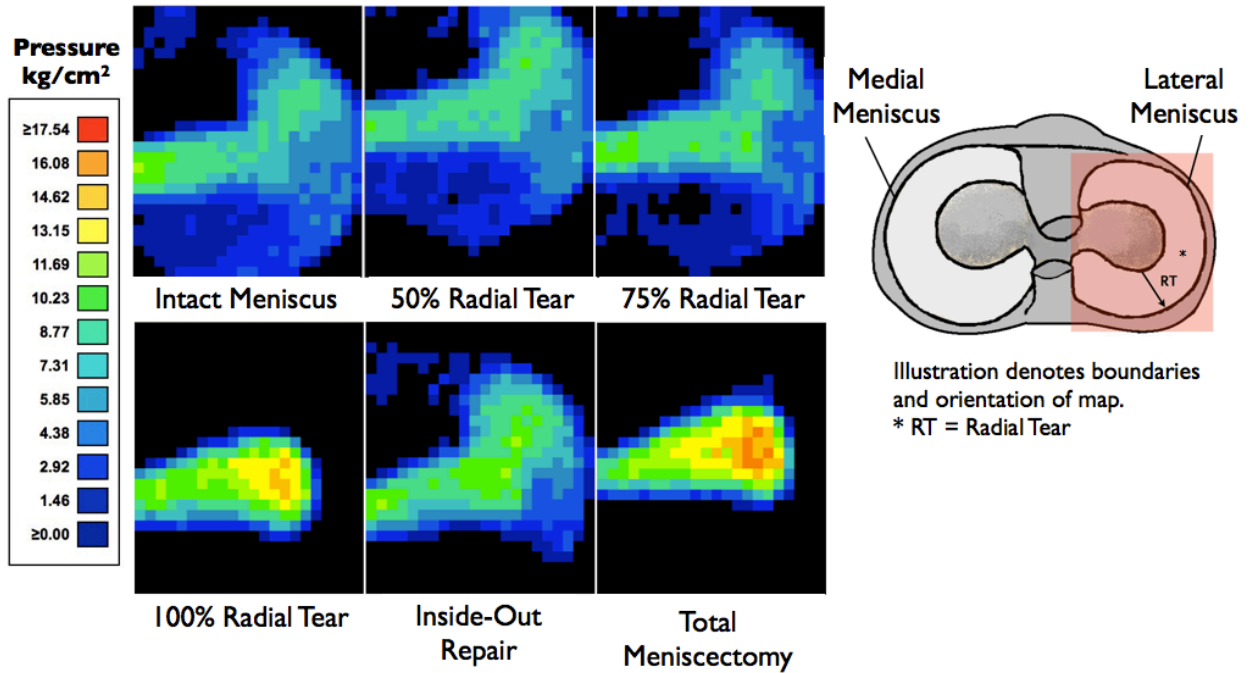 Pressure
kg/cm²
≥17.54
16.08
14.62
13.15
11.69
10.23
8.77
7.31
5.85
4.38
2.92
1.46
≥0.00
Intact Meniscus
50% Radial Tear
75% Radial Tear
100% Radial Tear
Inside-Out
Repair
Total
Meniscectomy
Medial
Meniscus
Lateral
Meniscus
*
RT
Illustration denotes boundaries
and orientation of map.
* RT = Radial Tear